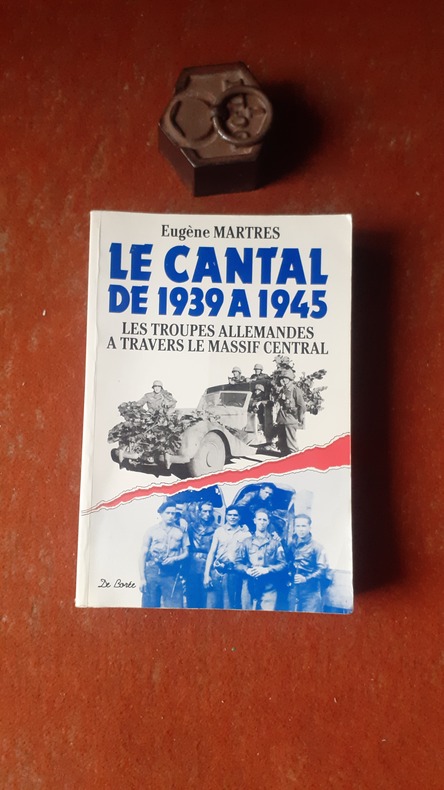 Eugène MARTRES
LE CANTAL
DE 1939 A 1945
LES TROUPES ALLEMANDES
A TRAVERS LE MASSIF CENTRAL
De Borée